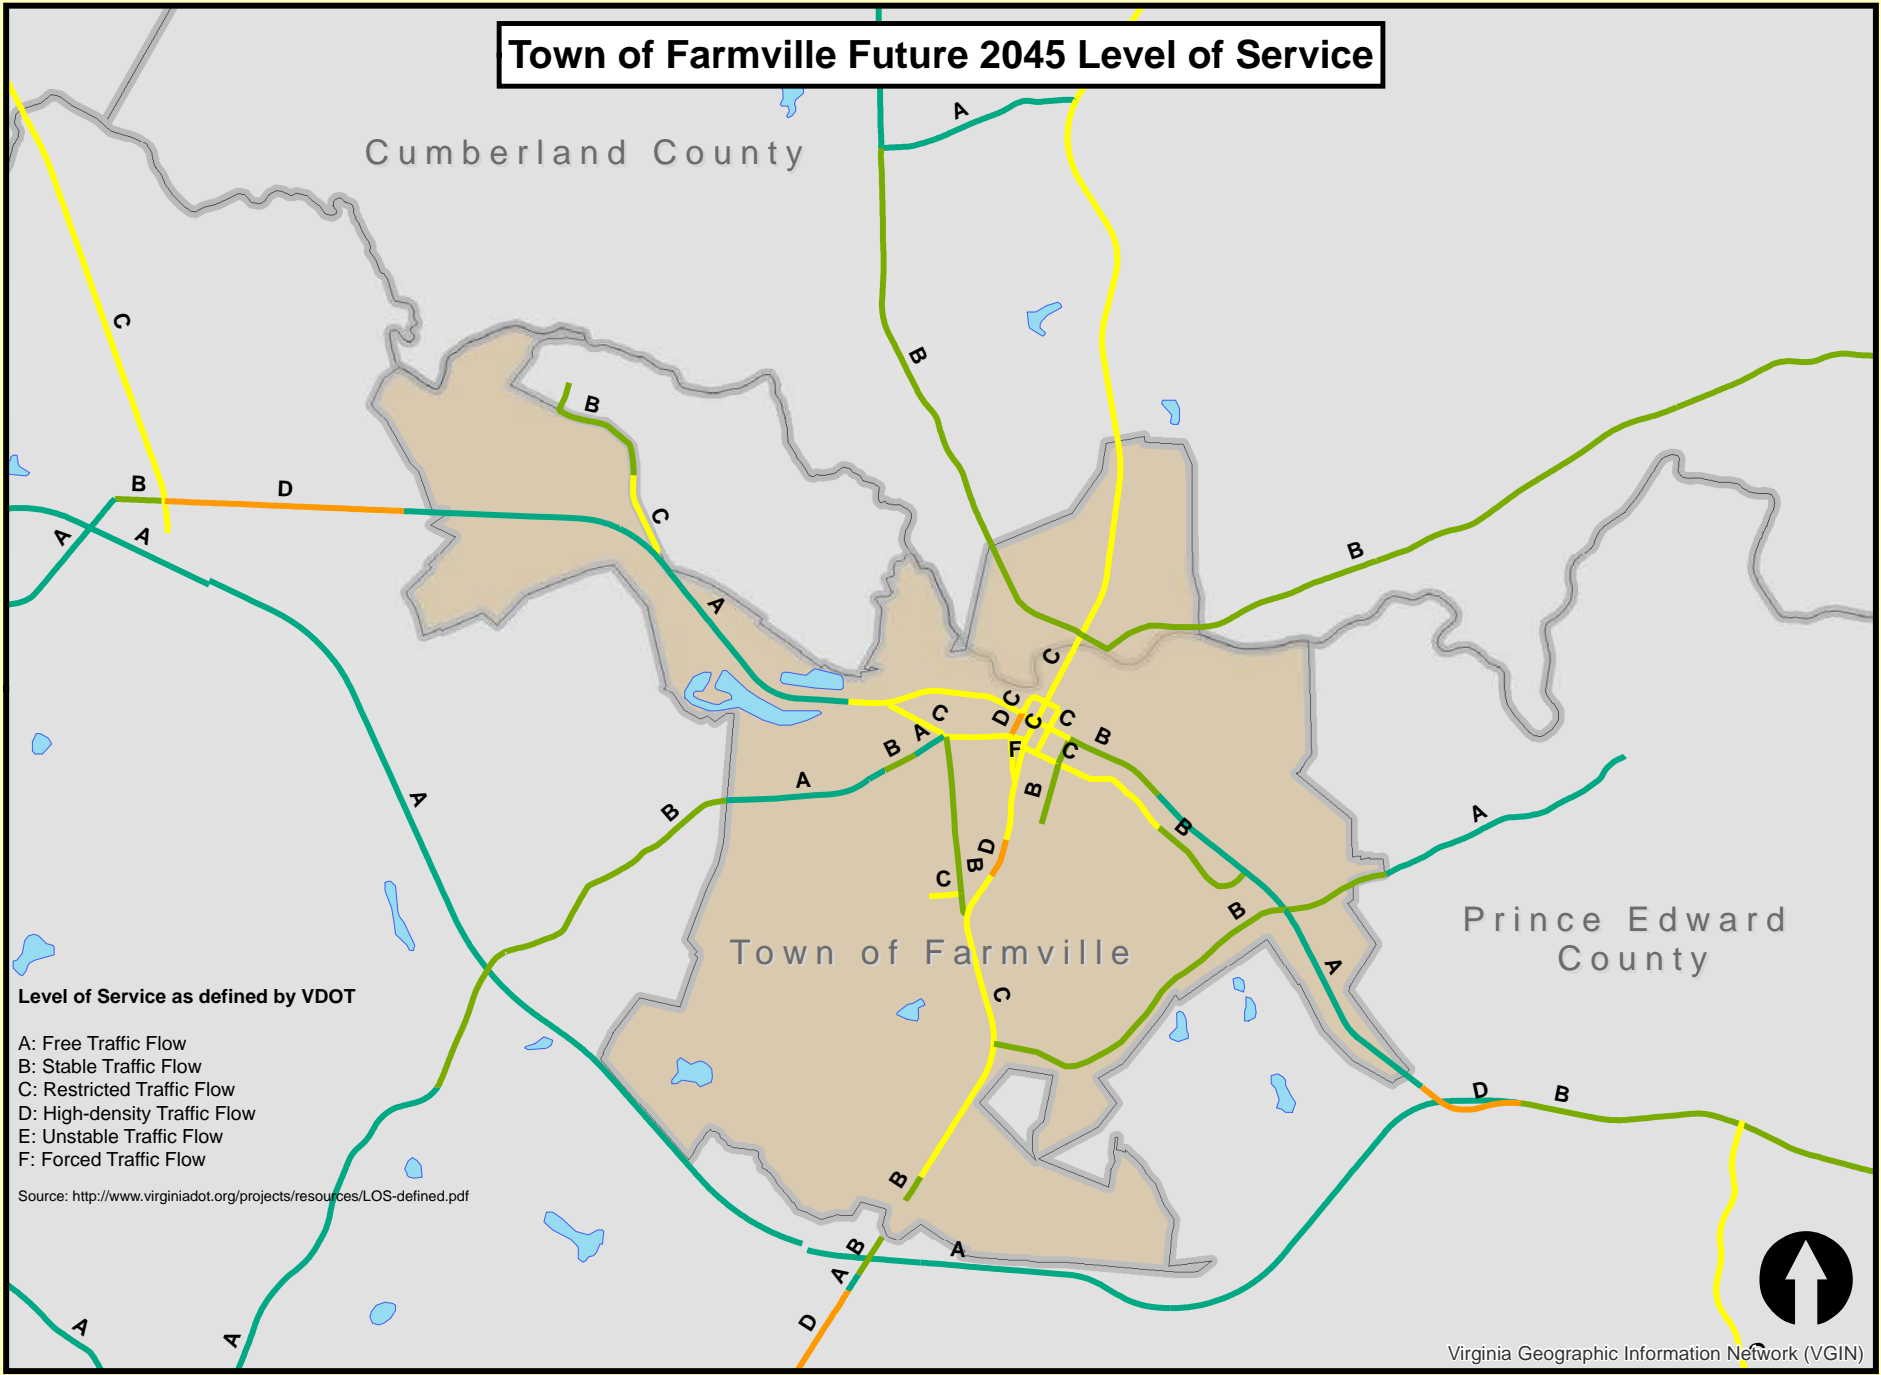 Town of Farmville Future 2045 Level of Service
A
Cumberland County
C
B
B
B
B
D
C
A
A
B
A
C
C
D
C
C
C
A
B
B
F
C
A
B
A
B
B
D
B
C
A
B
Prince Edward
County
Town of Farmville
A
C
Level of Service as defined by VDOT
A: Free Traffic Flow
B: Stable Traffic Flow
C: Restricted Traffic Flow
D: High-density Traffic Flow
E: Unstable Traffic Flow
F: Forced Traffic Flow
Source: http://www.virginiadot.org/projects/resources/LOS-defined.pdf
D
B
B
B
A
A
D
A
A
Virginia Geographic Information Network (VGIN)